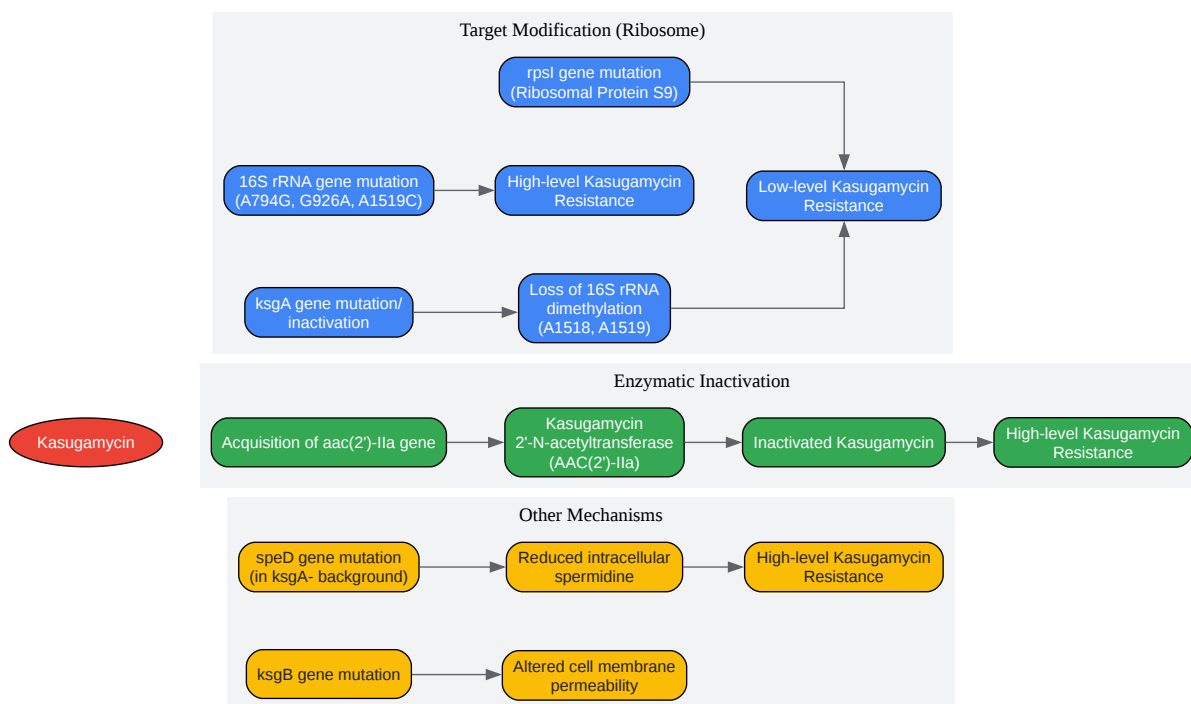 Target Modification (Ribosome)
rpsI gene mutation
(Ribosomal Protein S9)
16S rRNA gene mutation
(A794G, G926A, A1519C)
High-level Kasugamycin
Resistance
Low-level Kasugamycin
Resistance
ksgA gene mutation/
inactivation
Loss of 16S rRNA
dimethylation
(A1518, A1519)
Enzymatic Inactivation
Kasugamycin
Acquisition of aac(2')-IIa gene
Kasugamycin
2'-N-acetyltransferase
(AAC(2')-IIa)
Inactivated Kasugamycin
High-level Kasugamycin
Resistance
Other Mechanisms
speD gene mutation
(in ksgA- background)
Reduced intracellular
spermidine
High-level Kasugamycin
Resistance
ksgB gene mutation
Altered cell membrane
permeability